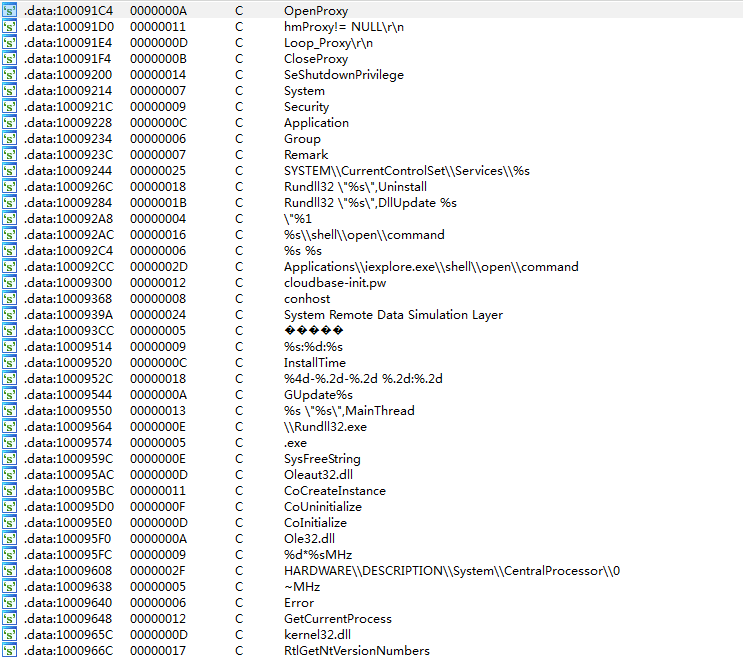 .data:100091C4 0000000A C OpenProxy
.data:100091D0 00000011 C hmProxy!= NULL\r\n
.data:100091E4 0000000D C Loop_Proxy\r\n
.data:100091F4 0000000B C CloseProxy
.data:10009200 00000014 C SeShutdownPrivilege
.data:10009214 00000007 C System
.data:1000921C 00000009 C Security
.data:10009228 0000000C C Application
.data:10009234 00000006 C Group
.data:1000923C 00000007 C Remark
.data:10009244 00000025 C SYSTEM\\CurrentControlSet\\Services\\%s
.data:1000926C 00000018 C Rundll32 \"%s\",Uninstall
.data:10009284 0000001B C Rundll32 \"%s\",DllUpdate %s
.data:100092A8 00000004 C \"%1
.data:100092AC 00000016 C %s\\shell\\open\\command
.data:100092C4 00000006 C %s %s
.data:100092CC 0000002D C Applications\\iexplore.exe\\shell\\open\\command
.data:10009300 00000012 C cloudbase-init.pw
.data:10009368 00000008 C conhost
.data:1000939A 00000024 C System Remote Data Simulation Layer
.data:100093CC 00000005 C �����
.data:10009514 00000009 C %s:%d:%s
.data:10009520 0000000C C InstallTime
.data:1000952C 00000018 C %4d-%.2d-%.2d %.2d:%.2d
.data:10009544 0000000A C GUpdate%s
.data:10009550 00000013 C %s \"%s\",MainThread
.data:10009564 0000000E C \\Rundll32.exe
.data:10009574 00000005 C .exe
.data:1000959C 0000000E C SysFreeString
.data:100095AC 0000000D C Oleaut32.dll
.data:100095BC 00000011 C CoCreateInstance
.data:100095D0 0000000F C CoUninitialize
.data:100095E0 0000000D C CoInitialize
.data:100095F0 0000000A C Ole32.dll
.data:100095FC 00000009 C %d*%sMHz
.data:10009608 0000002F C HARDWARE\\DESCRIPTION\\System\\CentralProcessor\\0
.data:10009638 00000005 C ~MHz
.data:10009640 00000006 C Error
.data:10009648 00000012 C GetCurrentProcess
.data:1000965C 0000000D C kernel32.dll
.data:1000966C 00000017 C RtlGetNtVersionNumbers